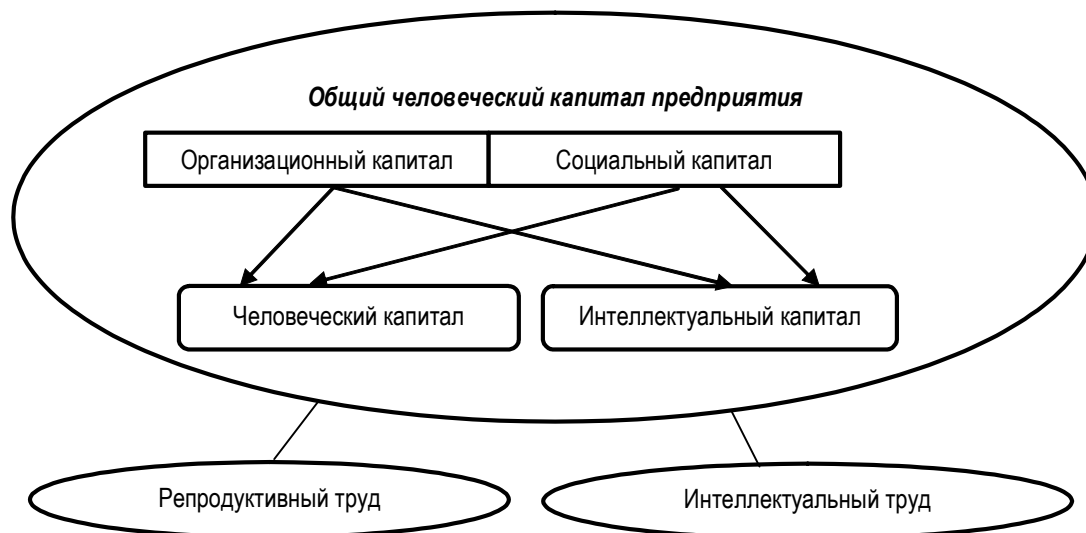 Общий человеческий капитал предприятия
Организационный капитал
Социальный капитал
Человеческий капитал
Интеллектуальный капитал
Репродуктивный труд
Интеллектуальный труд